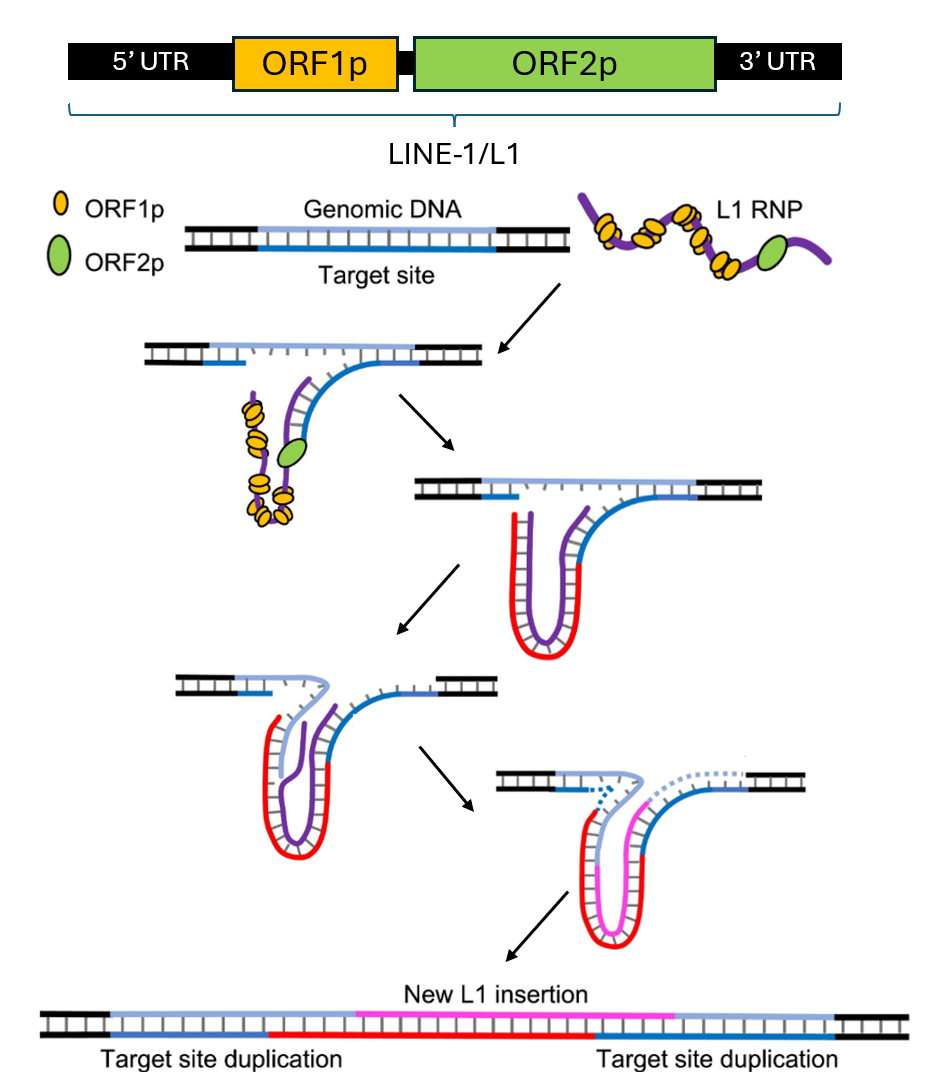 5’ UTR ORF1p ORF2p 3’ UTR
LINE-1/L1
ORF1p
ORF2p
Genomic DNA
Target site
L1 RNP
New L1 insertion
Target site duplication Target site duplication